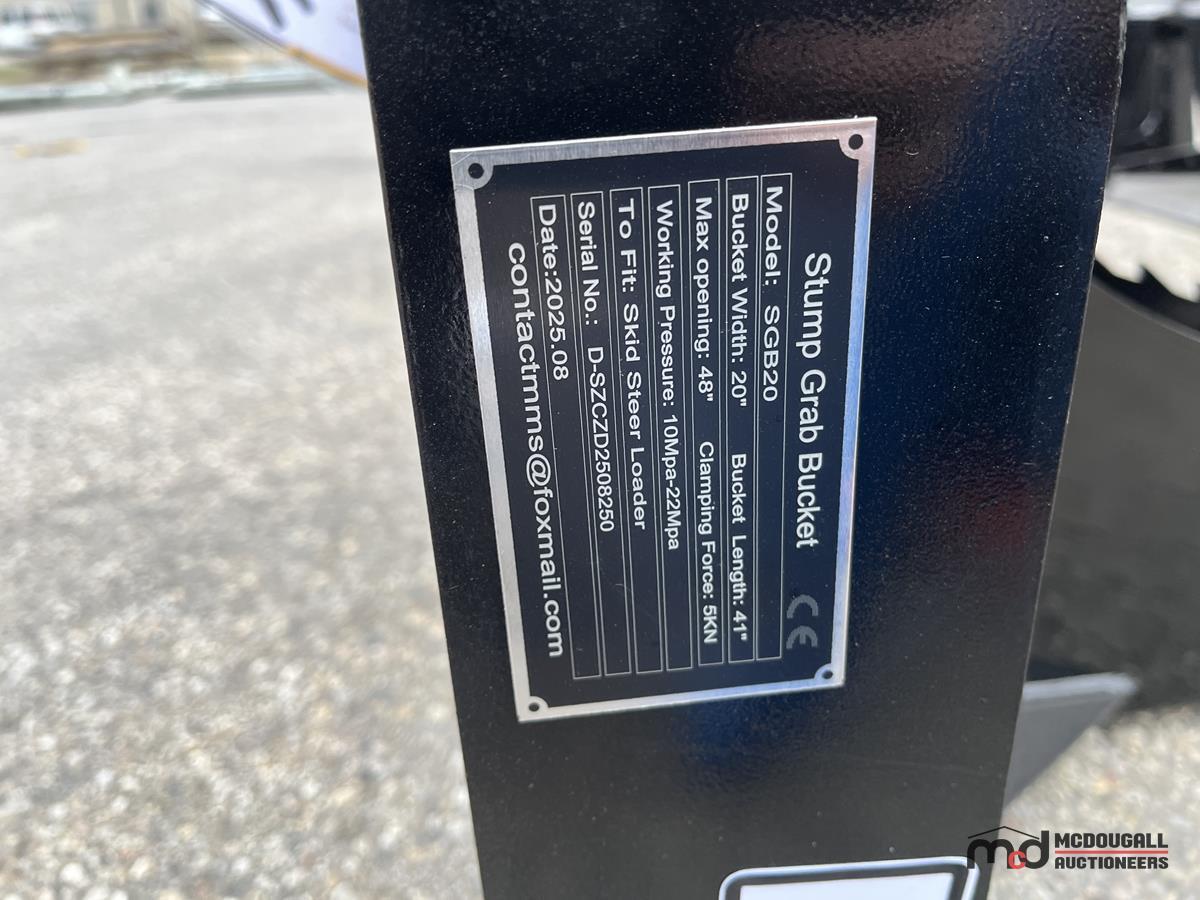 Stump Grab Bucket CE
Model: SGB20
Bucket Width: 20" Bucket Length: 41"
Max opening: 48" Clamping Force: 5KN
Working Pressure: 10Mpa-22Mpa
To Fit: Skid Steer Loader
Serial No.: D-SZCZD2508250
Date:2025.08
contactmms@foxmail.com
mcd MCDOUGALL
AUCTIONEERS